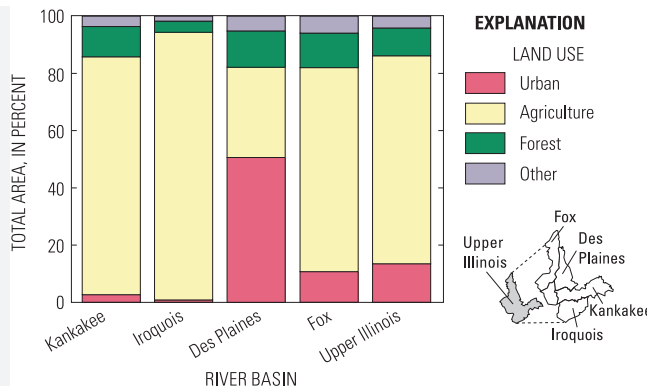 100
80
60
40
20
0
TOTAL AREA, IN PERCENT
Kankakee
Iroquois
Des Plaines
Fox
Upper Illinois
RIVER BASIN
EXPLANATION
LAND USE
Urban
Agriculture
Forest
Other
Fox
Des
Plaines
Upper
Illinois
Kankakee
Iroquois